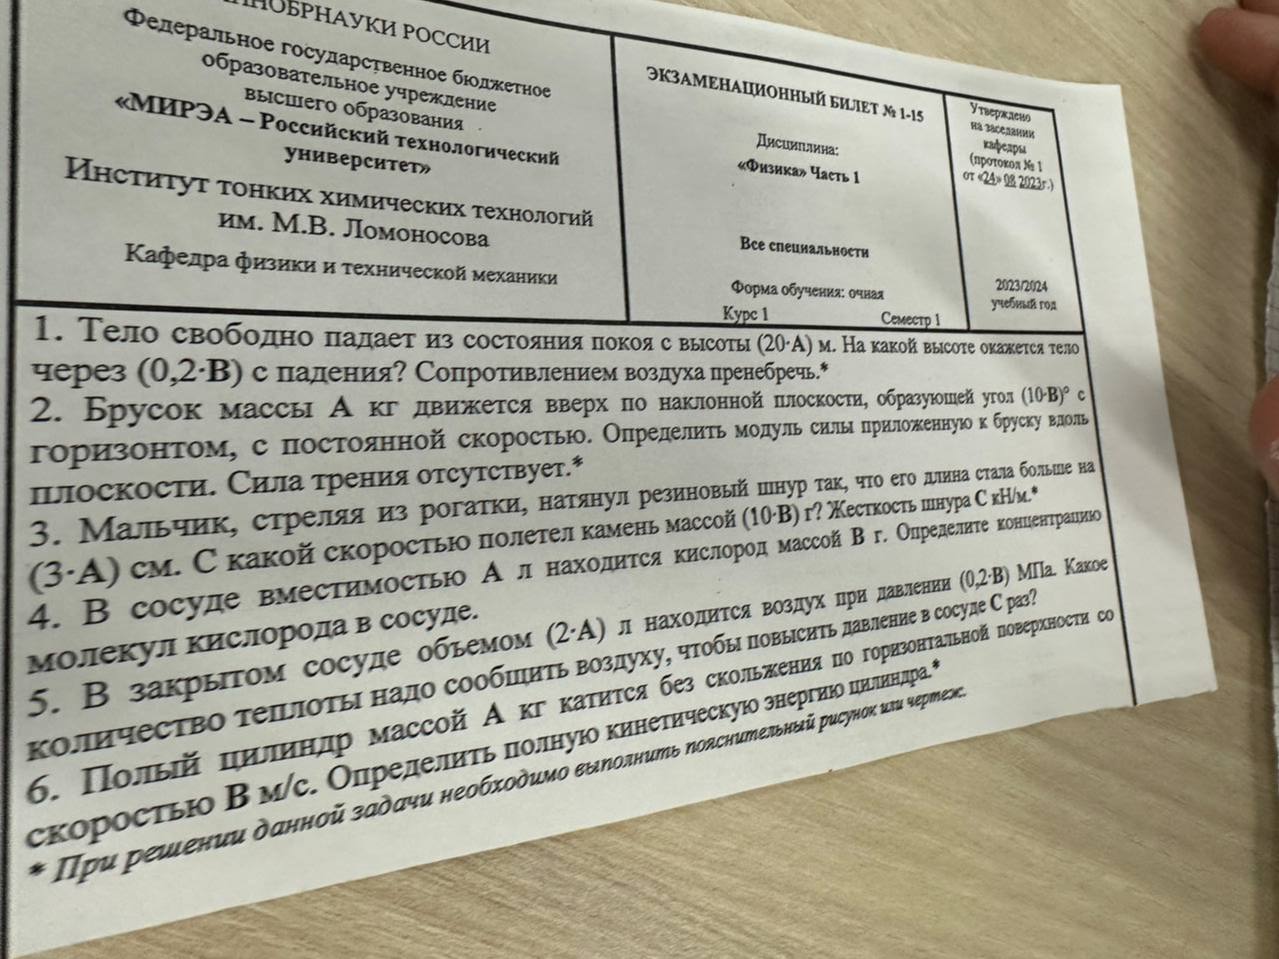 МИНОБРНАУКИ РОССИИ
Федеральное государственное бюджетное
образовательное учреждение
высшего образования
«МИРЭА – Российский технологический
университет»
Институт тонких химических технологий
им. М.В. Ломоносова
Кафедра физики и технической механики
ЭКЗАМЕНАЦИОННЫЙ БИЛЕТ № 1-15
Дисциплина:
«Физика» Часть 1
Все специальности
Форма обучения: очная
Курс 1 Семестр 1
Утверждено
на заседании
кафедры
(протокол № 1
от «24» 08 2023г.)
2023/2024
учебный год
1. Тело свободно падает из состояния покоя с высоты (20·А) м. На какой высоте окажется тело
через (0,2·В) с падения? Сопротивлением воздуха пренебречь.*
2. Брусок массы А кг движется вверх по наклонной плоскости, образующей угол (10·В)° с
горизонтом, с постоянной скоростью. Определить модуль силы приложенную к бруску вдоль
плоскости. Сила трения отсутствует.*
3. Мальчик, стреляя из рогатки, натянул резиновый шнур так, что его длина стала больше на
(3·А) см. С какой скоростью полетел камень массой (10·В) г? Жесткость шнура С кН/м.*
4. В сосуде вместимостью А л находится кислород массой В г. Определите концентрацию
молекул кислорода в сосуде.
5. В закрытом сосуде объемом (2·А) л находится воздух при давлении (0,2·В) МПа. Какое
количество теплоты надо сообщить воздуху, чтобы повысить давление в сосуде С раз?
6. Полый цилиндр массой А кг катится без скольжения по горизонтальной поверхности со
скоростью В м/с. Определить полную кинетическую энергию цилиндра.*
* При решении данной задачи необходимо выполнить пояснительный рисунок или чертеж.